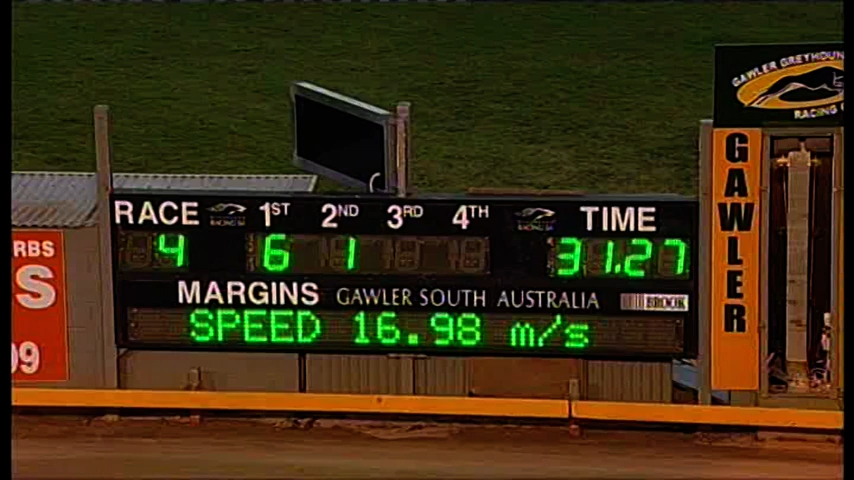 GAWLER GREYHOUND
RACING
RACE 1ST 2ND 3RD 4TH TIME
4 6 1 31.27
MARGINS GAWLER SOUTH AUSTRALIA BROOK
SPEED 16.98 m/s
GAWLER
RBS
S
09